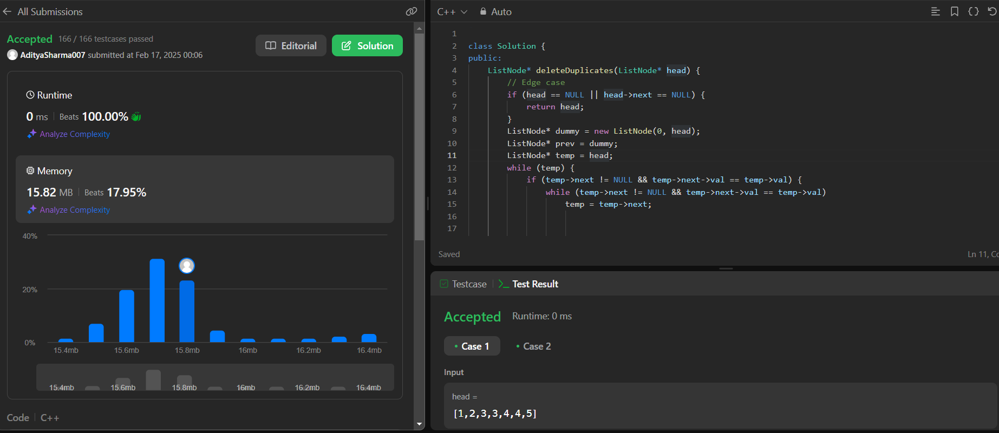 All Submissions
Accepted 166 / 166 testcases passed
AdityaSharma007 submitted at Feb 17, 2025 00:06
Editorial
Solution
Runtime
0 ms Beats 100.00%
Analyze Complexity
Memory
15.82 MB Beats 17.95%
Analyze Complexity
40%
20%
0%
15.4mb 15.6mb 15.8mb 16mb 16.2mb 16.4mb
15.4mb 15.6mb 15.8mb 16mb 16.2mb 16.4mb
Code C++
C++ Auto
1
2 class Solution {
3 public:
4 ListNode* deleteDuplicates(ListNode* head) {
5 // Edge case
6 if (head == NULL || head->next == NULL) {
7 return head;
8 }
9 ListNode* dummy = new ListNode(0, head);
10 ListNode* prev = dummy;
11 ListNode* temp = head;
12 while (temp) {
13 if (temp->next != NULL && temp->next->val == temp->val) {
14 while (temp->next != NULL && temp->next->val == temp->val)
15 temp = temp->next;
16
17
Saved
Ln 11, Co
Testcase >_ Test Result
Accepted Runtime: 0 ms
Case 1 Case 2
Input
head =
[1,2,3,3,4,4,5]